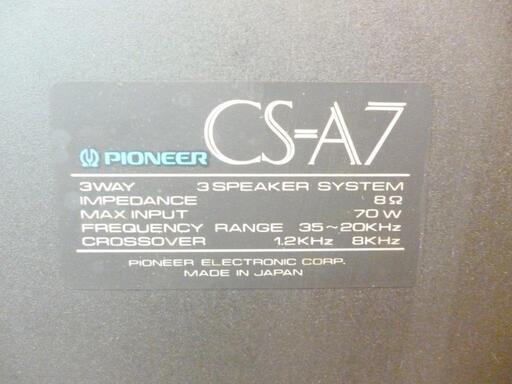 PIONEER CS-A7
3WAY 3 SPEAKER SYSTEM
IMPEDANCE 8Ω
MAX INPUT 70 W
FREQUENCY RANGE 35~20KHz
CROSSOVER 1.2KHz 8KHz
PIONEER ELECTRONIC CORP.
MADE IN JAPAN